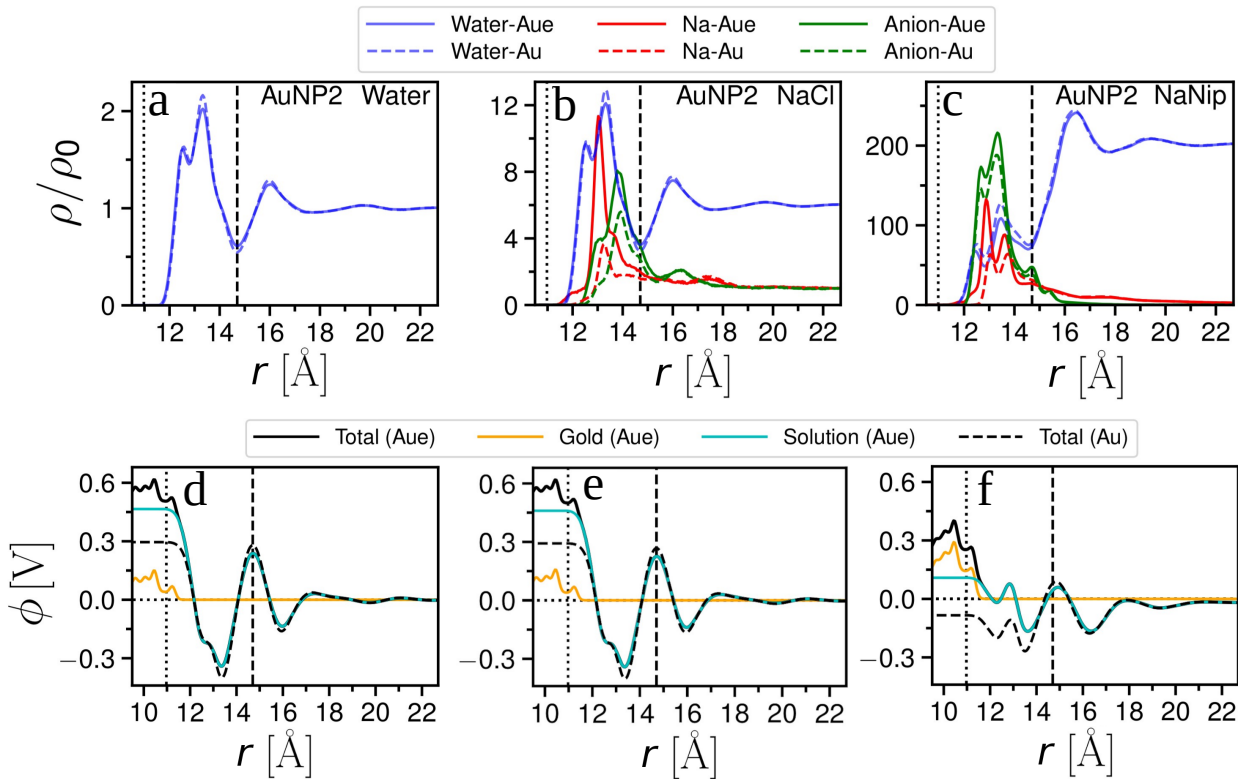 Water-Aue Na-Aue Anion-Aue
Water-Au Na-Au Anion-Au
a AuNP2 Water
b AuNP2 NaCl
c AuNP2 NaNip
ρ/ρ0
2
1
0
12 14 16 18 20 22
r [Å]
12
8
4
0
12 14 16 18 20 22
r [Å]
200
150
100
50
0
12 14 16 18 20 22
r [Å]
Total (Aue) Gold (Aue) Solution (Aue) Total (Au)
d
e
f
ϕ [V]
0.6
0.3
0.0
−0.3
10 12 14 16 18 20 22
r [Å]
0.6
0.3
0.0
−0.3
10 12 14 16 18 20 22
r [Å]
0.6
0.3
0.0
−0.3
10 12 14 16 18 20 22
r [Å]